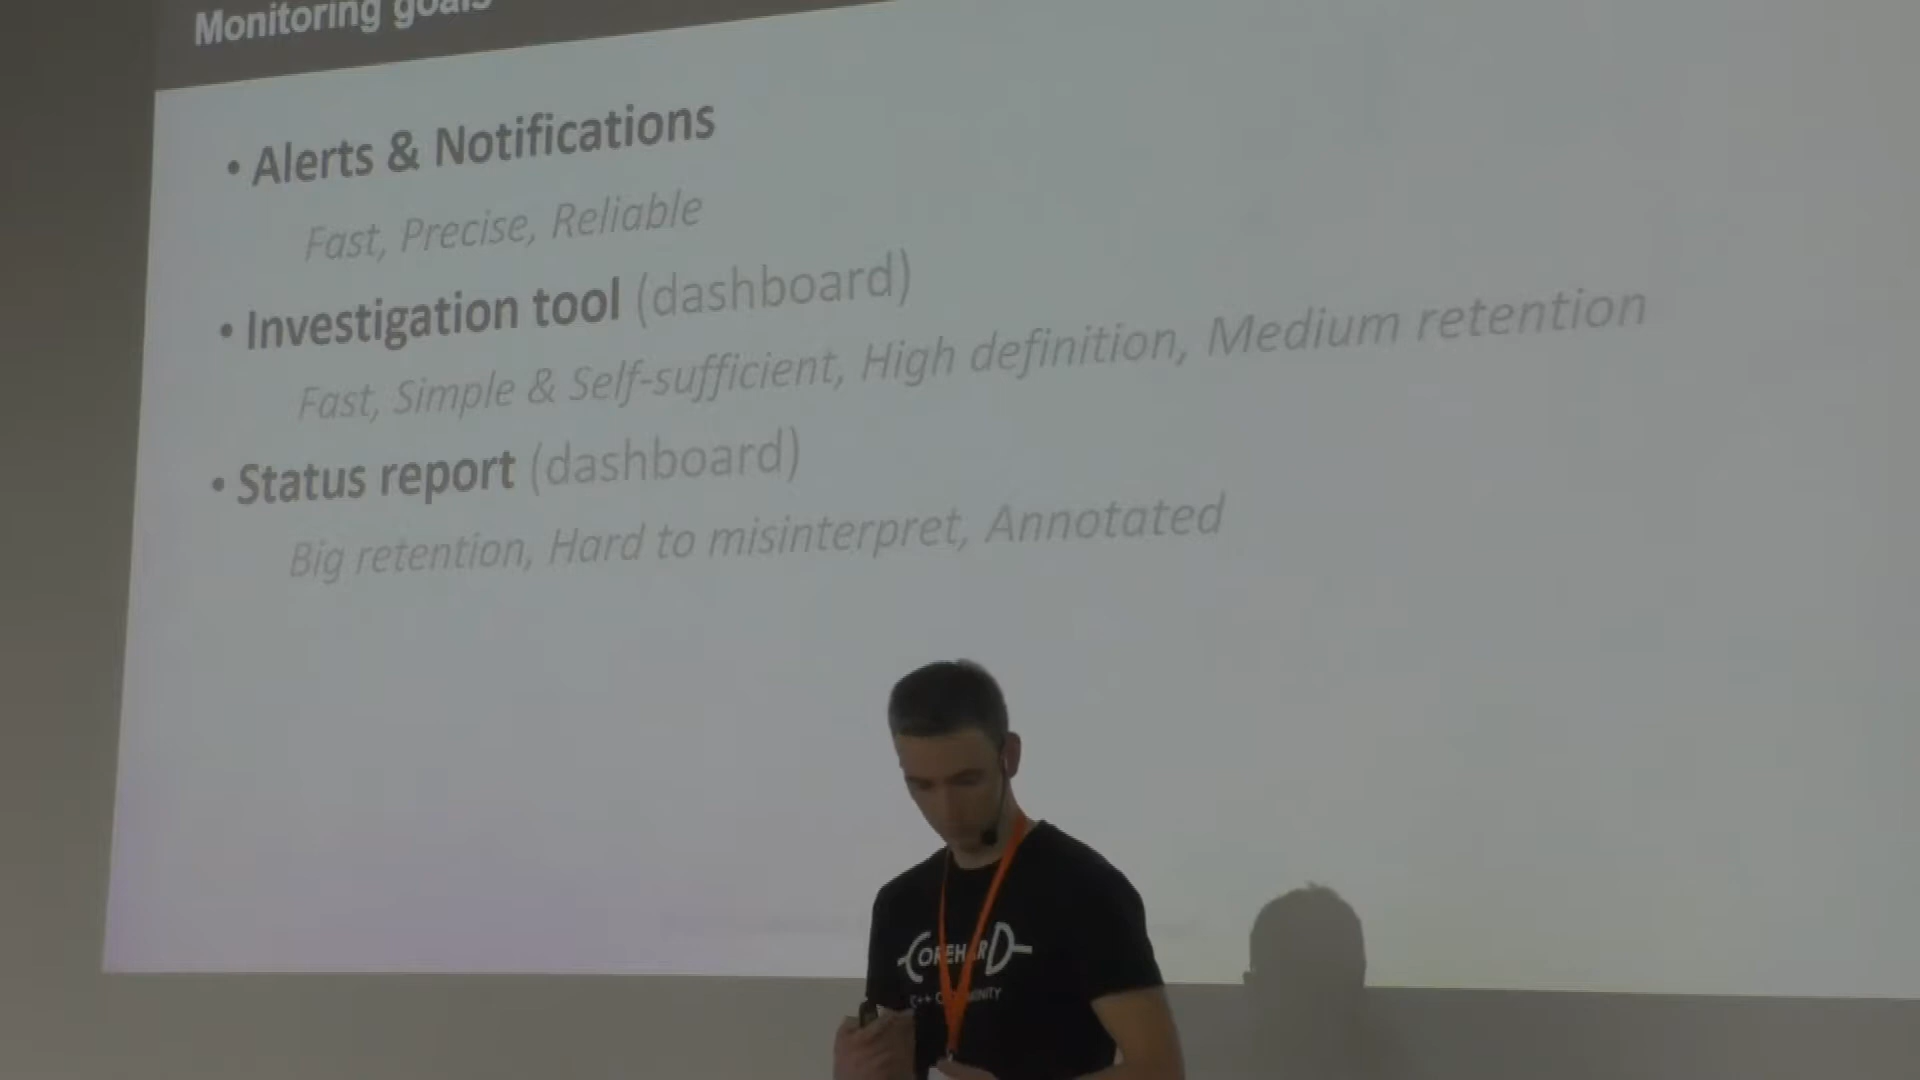 Monitoring goals
• Alerts & Notifications
Fast, Precise, Reliable
• Investigation tool (dashboard)
Fast, Simple & Self-sufficient, High definition, Medium retention
• Status report (dashboard)
Big retention, Hard to misinterpret, Annotated
COREHARD
C++